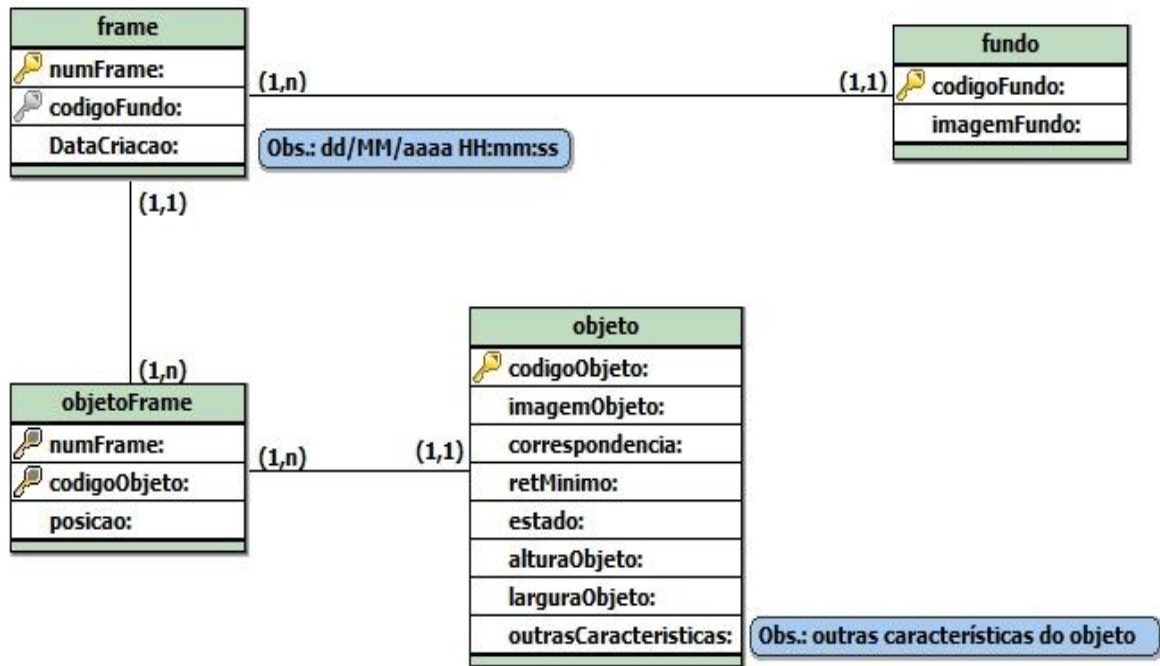 frame
numFrame:
codigoFundo:
DataCriacao:
(1,n)
(1,1)
fundo
codigoFundo:
imagemFundo:
Obs.: dd/MM/aaaa HH:mm:ss
(1,1)
(1,n)
objetoFrame
numFrame:
codigoObjeto:
posicao:
(1,n)
(1,1)
objeto
codigoObjeto:
imagemObjeto:
correspondencia:
retMinimo:
estado:
alturaObjeto:
larguraObjeto:
outrasCaracteristicas:
Obs.: outras características do objeto